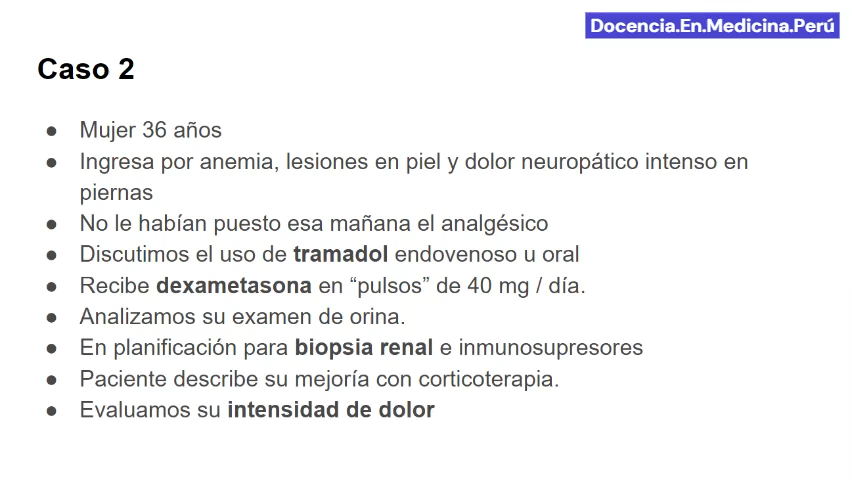 Docencia.En.Medicina.Perú
Caso 2
● Mujer 36 años
● Ingresa por anemia, lesiones en piel y dolor neuropático intenso en
piernas
● No le habían puesto esa mañana el analgésico
● Discutimos el uso de tramadol endovenoso u oral
● Recibe dexametasona en “pulsos” de 40 mg / día.
● Analizamos su examen de orina.
● En planificación para biopsia renal e inmunosupresores
● Paciente describe su mejoría con corticoterapia.
● Evaluamos su intensidad de dolor